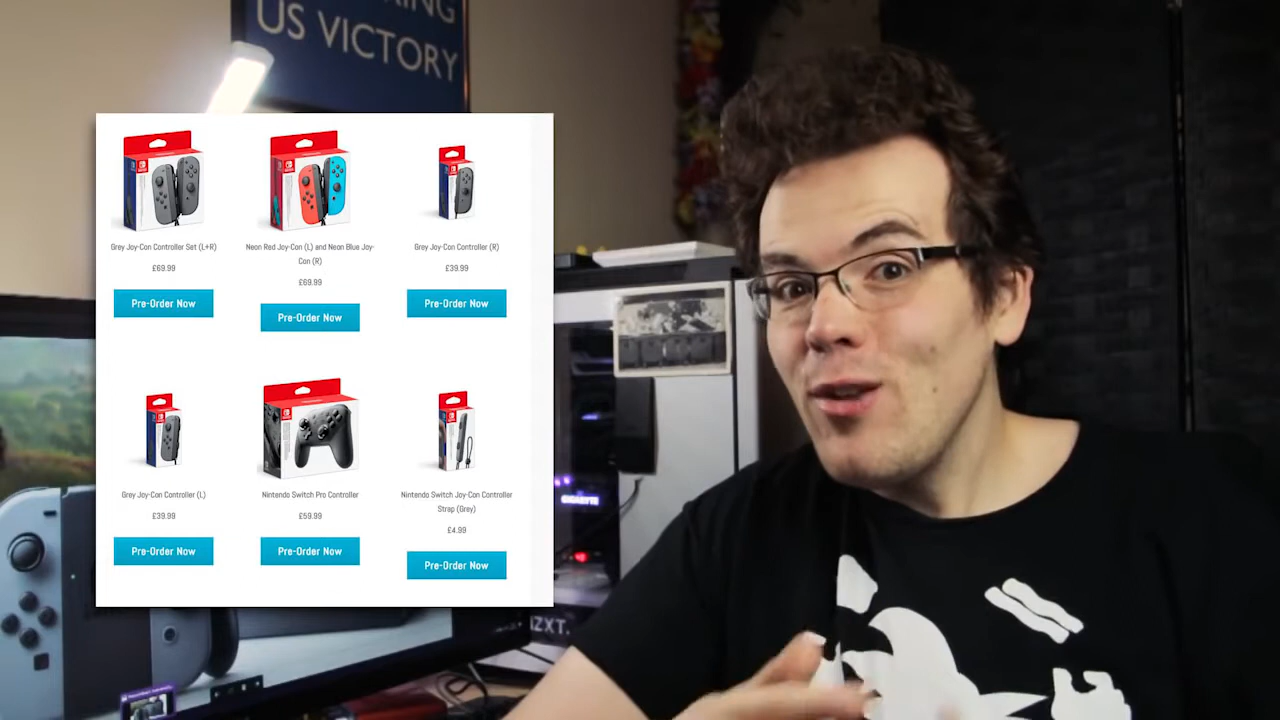 RING
US VICTORY
Grey Joy-Con Controller Set (L+R)
£69.99
Pre-Order Now
Neon Red Joy-Con (L) and Neon Blue Joy-
Con (R)
£69.99
Pre-Order Now
Grey Joy-Con Controller (R)
£39.99
Pre-Order Now
Grey Joy-Con Controller (L)
£39.99
Pre-Order Now
Nintendo Switch Pro Controller
£59.99
Pre-Order Now
Nintendo Switch Joy-Con Controller
Strap (Grey)
£4.99
Pre-Order Now
GIGABYTE
NZXT.